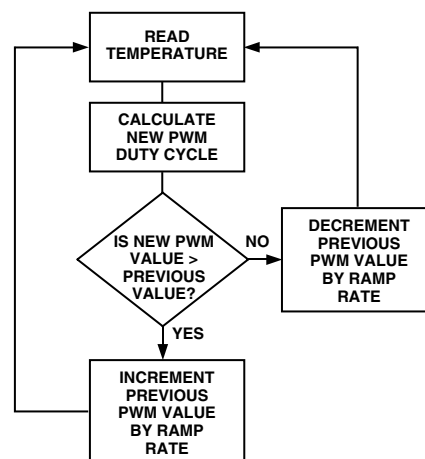 READ
TEMPERATURE
CALCULATE
NEW PWM
DUTY CYCLE
IS NEW PWM
VALUE >
PREVIOUS
VALUE?
NO
DECREMENT
PREVIOUS
PWM VALUE
BY RAMP
RATE
YES
INCREMENT
PREVIOUS
PWM VALUE
BY RAMP
RATE